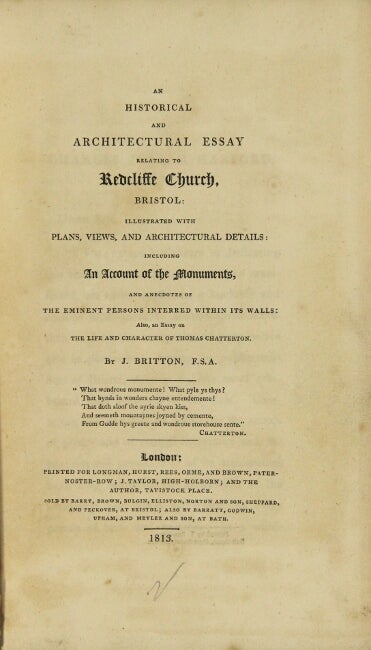 AN
HISTORICAL
AND
ARCHITECTURAL ESSAY
RELATING TO
Redcliffe Church,
BRISTOL:
ILLUSTRATED WITH
PLANS, VIEWS, AND ARCHITECTURAL DETAILS:
INCLUDING
An Account of the Monuments,
AND ANECDOTES OF
THE EMINENT PERSONS INTERRED WITHIN ITS WALLS:
Also, an Essay on
THE LIFE AND CHARACTER OF THOMAS CHATTERTON.
BY J. BRITTON, F.S.A.
" What wondrous monumente! What pyle ys thys?
That bynds in wonders chayne entendemente!
That doth aloof the ayrie skyen kiss,
And seemeth mountaynes joyned by cemente,
From Godde hys greete and wondrous storehouse sente."
CHATTERTON.
London:
PRINTED FOR LONGMAN, HURST, REES, ORME, AND BROWN, PATER-
NOSTER-ROW; J. TAYLOR, HIGH-HOLBORN; AND THE
AUTHOR, TAVISTOCK PLACE.
SOLD BY BARRY, BROWN, BULGIN, ELLISTON, NORTON AND SON, SHEPPARD,
AND PECKOVER, AT BRISTOL; ALSO BY BARRATT, GODWIN,
UPHAM, AND MEYLER AND SON, AT BATH.
1813.